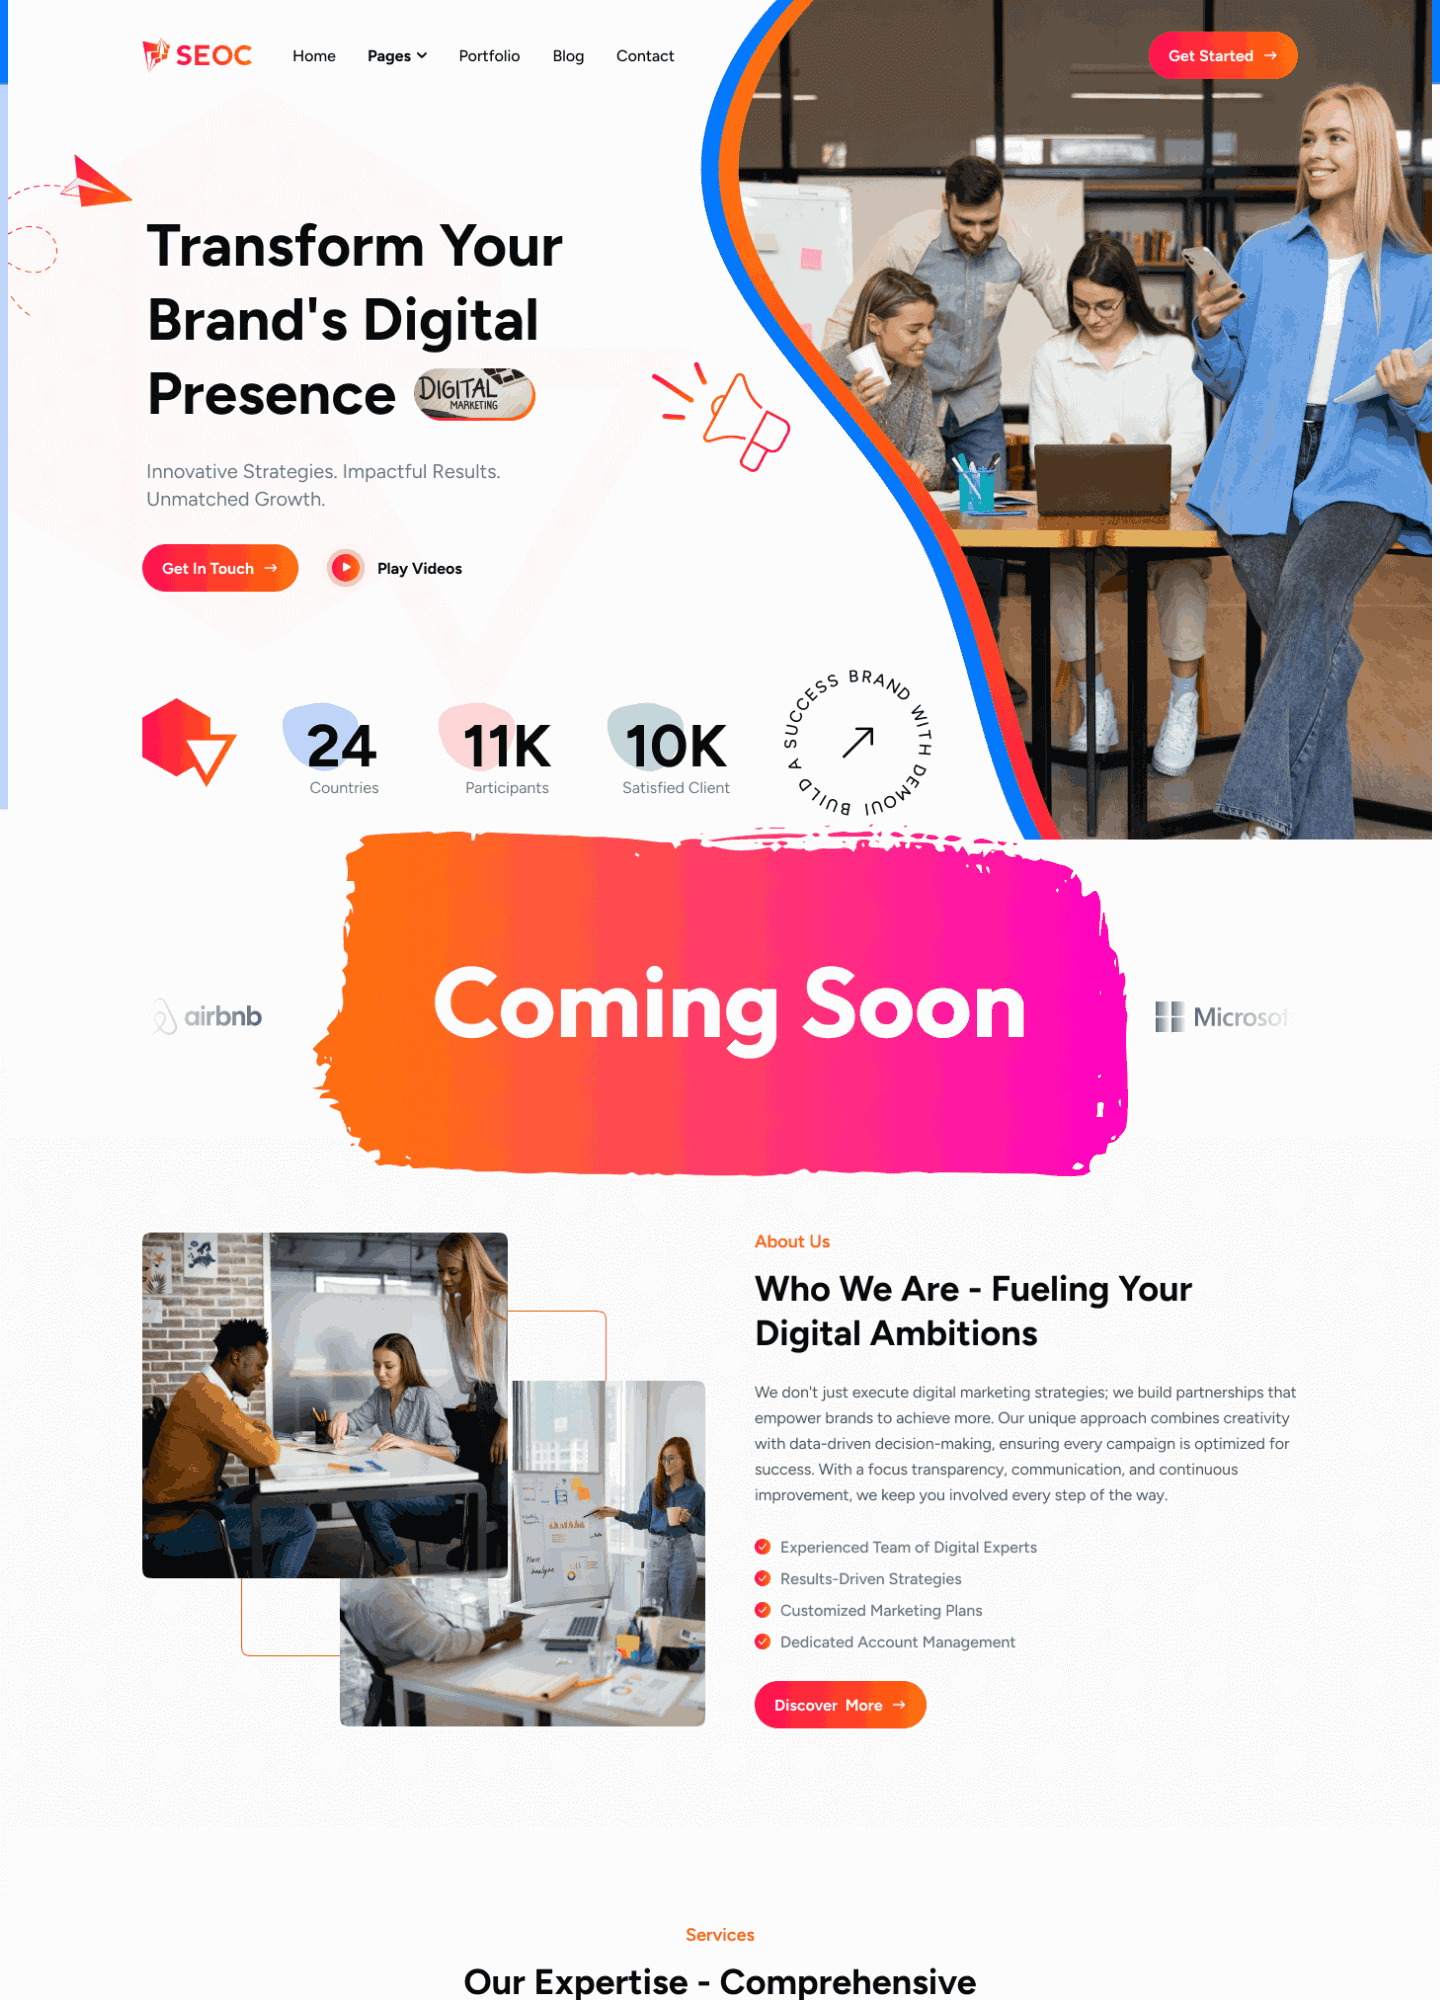 SEOC
Home
Pages
Portfolio
Blog
Contact
Get Started
Transform Your
Brand's Digital
Presence
DIGITAL
MARKETING
Innovative Strategies. Impactful Results.
Unmatched Growth.
Get In Touch
Play Videos
24
Countries
11K
Participants
10K
Satisfied Client
BUILD A SUCCESS BRAND WITH DEMOUI
airbnb
Coming Soon
Microsof
About Us
Who We Are - Fueling Your
Digital Ambitions
We don't just execute digital marketing strategies; we build partnerships that
empower brands to achieve more. Our unique approach combines creativity
with data-driven decision-making, ensuring every campaign is optimized for
success. With a focus transparency, communication, and continuous
improvement, we keep you involved every step of the way.
Experienced Team of Digital Experts
Results-Driven Strategies
Customized Marketing Plans
Dedicated Account Management
Discover More
Services
Our Expertise - Comprehensive